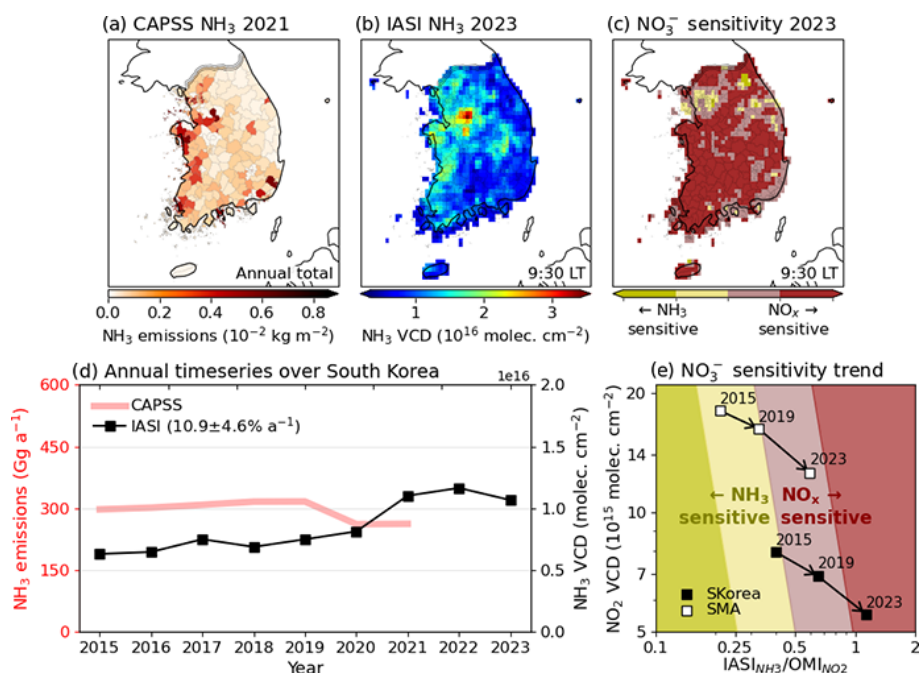 (a) CAPSS NH₃ 2021
(b) IASI NH₃ 2023
(c) NO₃⁻ sensitivity 2023
Annual total
9:30 LT
9:30 LT
0.0 0.2 0.4 0.6 0.8
1 2 3
← NH₃ sensitive
NOₓ → sensitive
NH₃ emissions (10⁻² kg m⁻²)
NH₃ VCD (10¹⁶ molec. cm⁻²)
(d) Annual timeseries over South Korea
1e16
600
450
300
150
0
NH₃ emissions (Gg a⁻¹)
CAPSS
IASI (10.9±4.6% a⁻¹)
2.0
1.5
1.0
0.5
0.0
NH₃ VCD (molec. cm⁻²)
2015 2016 2017 2018 2019 2020 2021 2022 2023
Year
(e) NO₃⁻ sensitivity trend
20
14
10
7
5
NO₂ VCD (10¹⁵ molec. cm⁻²)
2015
2019
2023
← NH₃ sensitive
NOₓ → sensitive
2015
2019
2023
SKorea
SMA
0.1 0.25 0.5 1 2
IASI_NH3/OMI_NO2